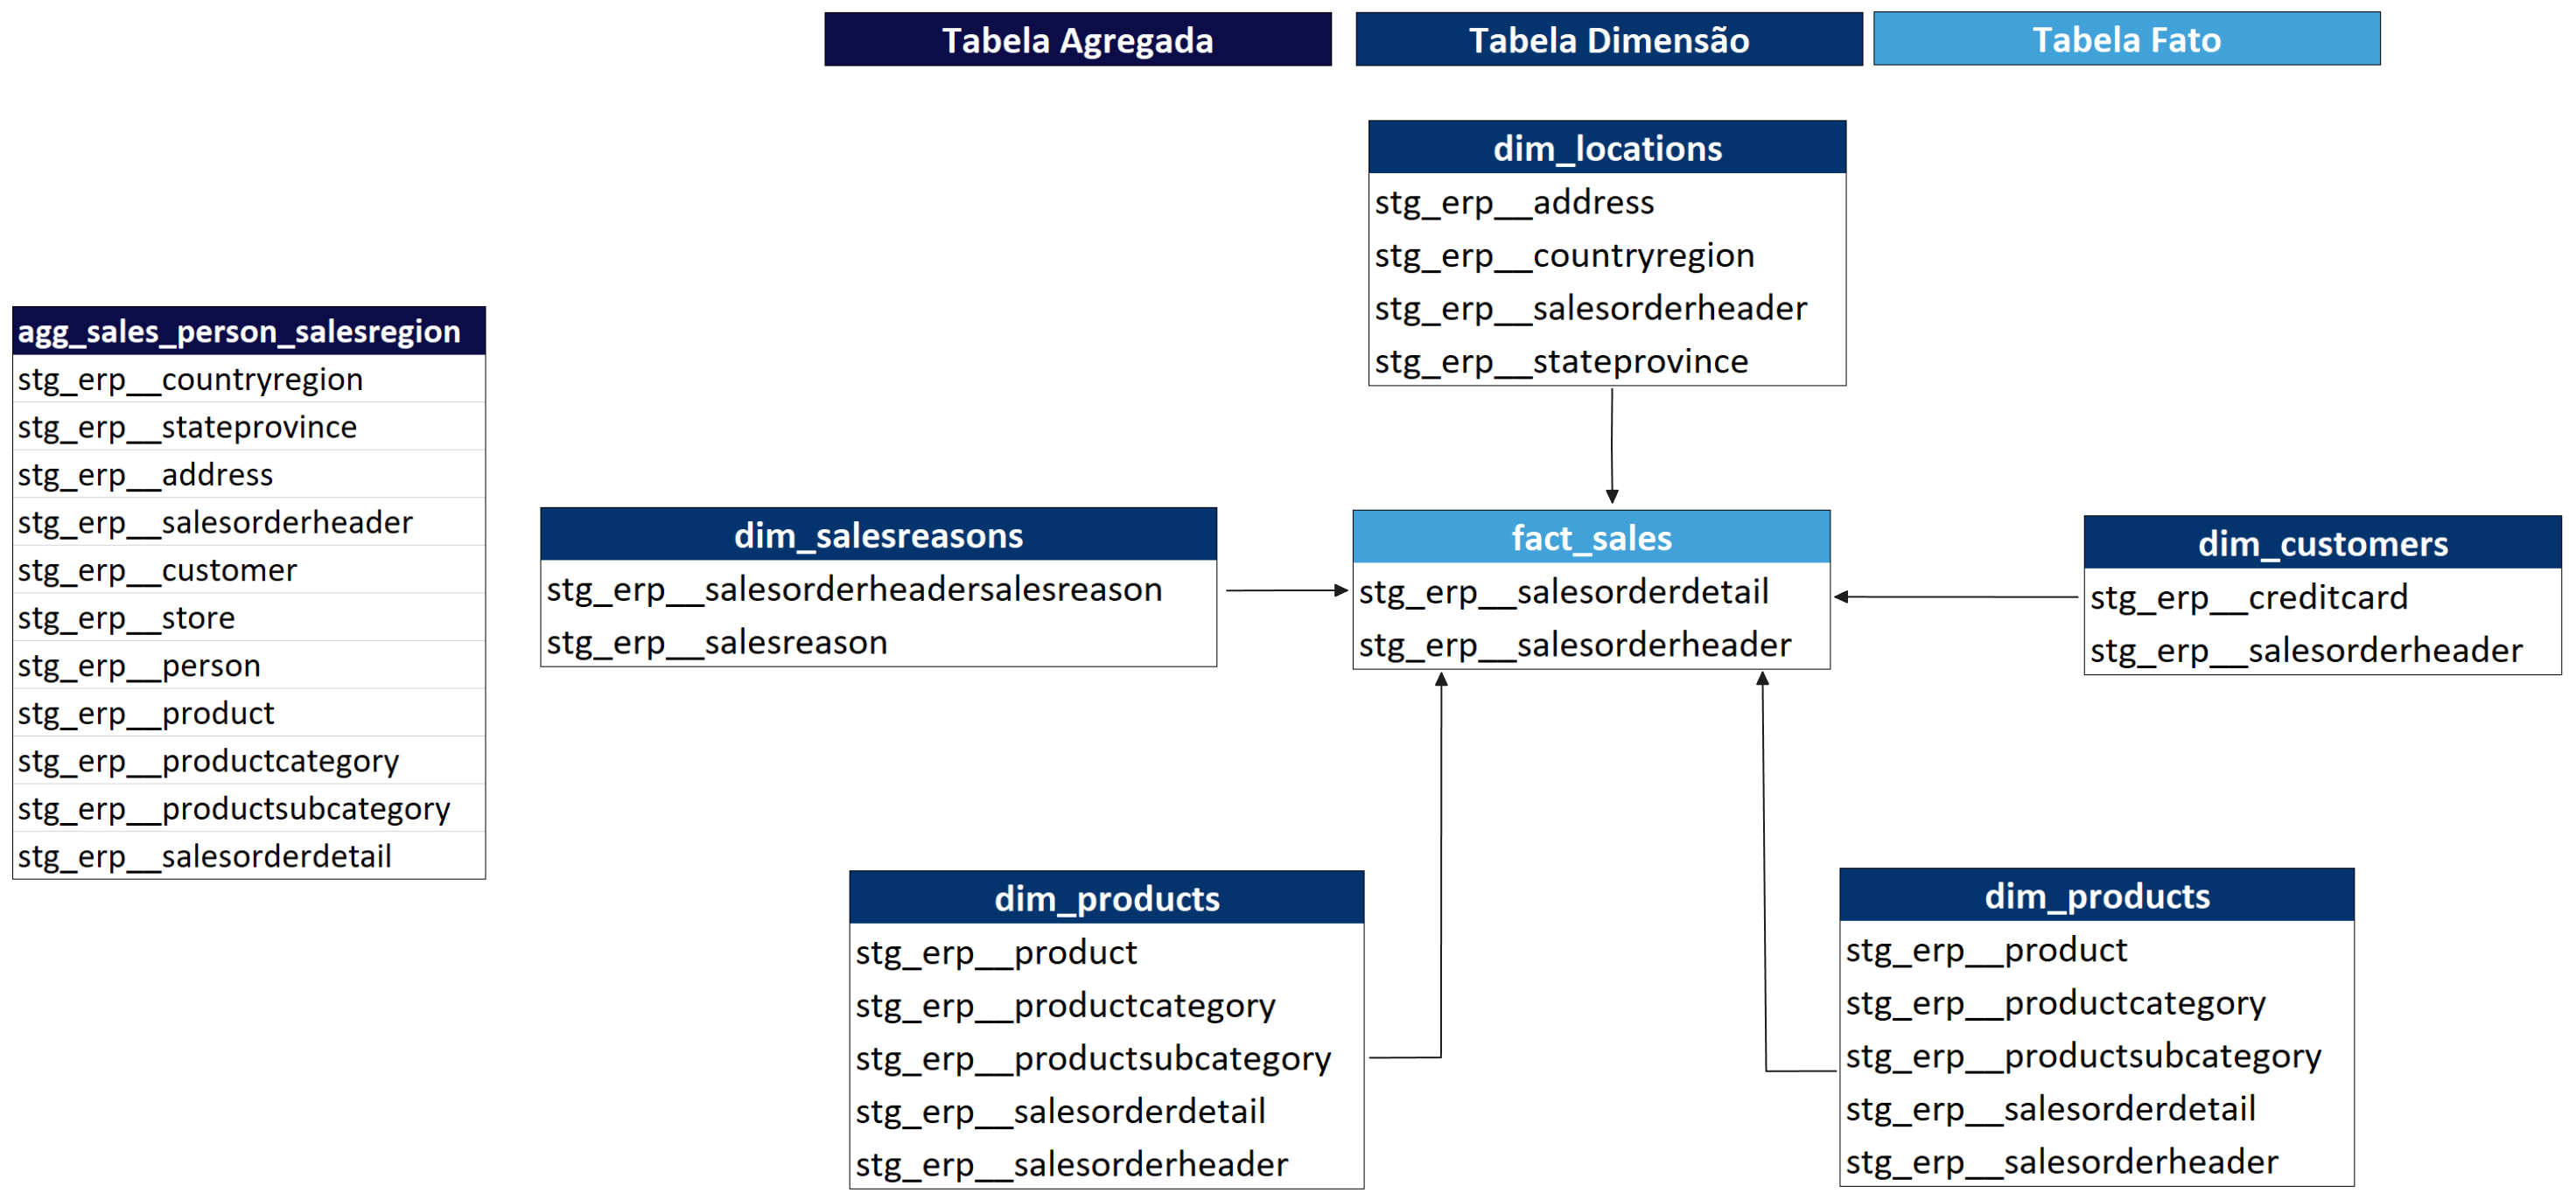 Tabela Agregada
Tabela Dimensão
Tabela Fato
dim_locations
stg_erp__address
stg_erp__countryregion
stg_erp__salesorderheader
stg_erp__stateprovince
agg_sales_person_salesregion
stg_erp__countryregion
stg_erp__stateprovince
stg_erp__address
stg_erp__salesorderheader
stg_erp__customer
stg_erp__store
stg_erp__person
stg_erp__product
stg_erp__productcategory
stg_erp__productsubcategory
stg_erp__salesorderdetail
dim_salesreasons
stg_erp__salesorderheadersalesreason
stg_erp__salesreason
fact_sales
stg_erp__salesorderdetail
stg_erp__salesorderheader
dim_customers
stg_erp__creditcard
stg_erp__salesorderheader
dim_products
stg_erp__product
stg_erp__productcategory
stg_erp__productsubcategory
stg_erp__salesorderdetail
stg_erp__salesorderheader
dim_products
stg_erp__product
stg_erp__productcategory
stg_erp__productsubcategory
stg_erp__salesorderdetail
stg_erp__salesorderheader